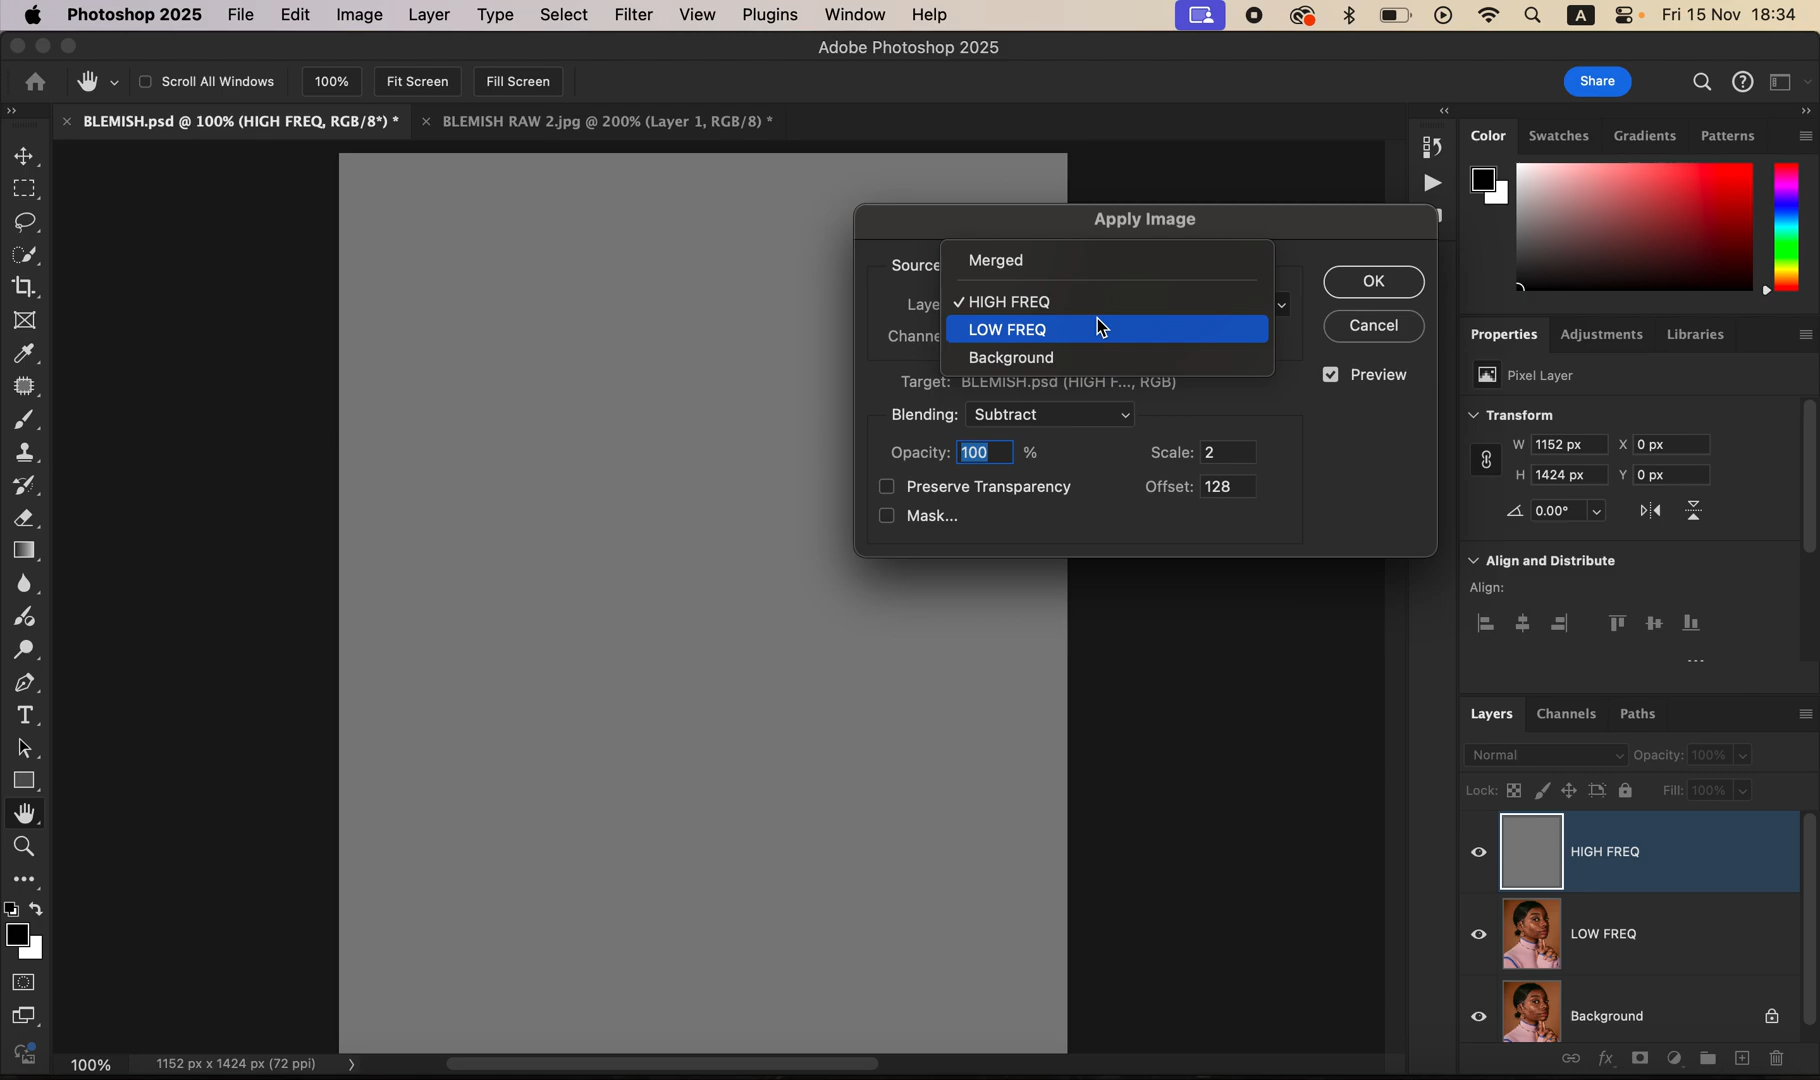 Photoshop 2025 File Edit Image Layer Type Select Filter View Plugins Window Help A Fri 15 Nov 18:34
Adobe Photoshop 2025
Scroll All Windows 100% Fit Screen Fill Screen Share
BLEMISH.psd @ 100% (HIGH FREQ, RGB/8*) * BLEMISH RAW 2.jpg @ 200% (Layer 1, RGB/8) *
Color Swatches Gradients Patterns
Apply Image
Source
Merged
OK
Laye
HIGH FREQ
Channe
LOW FREQ
Cancel
Background
Preview
Target: BLEMISH.psd (HIGH F..., RGB)
Blending: Subtract
Opacity: 100 % Scale: 2
Preserve Transparency Offset: 128
Mask...
Properties Adjustments Libraries
Pixel Layer
Transform
W 1152 px X 0 px
H 1424 px Y 0 px
0.00°
Align and Distribute
Align:
Layers Channels Paths
Normal Opacity: 100%
Lock: Fill: 100%
HIGH FREQ
LOW FREQ
Background
fx
100% 1152 px x 1424 px (72 ppi)